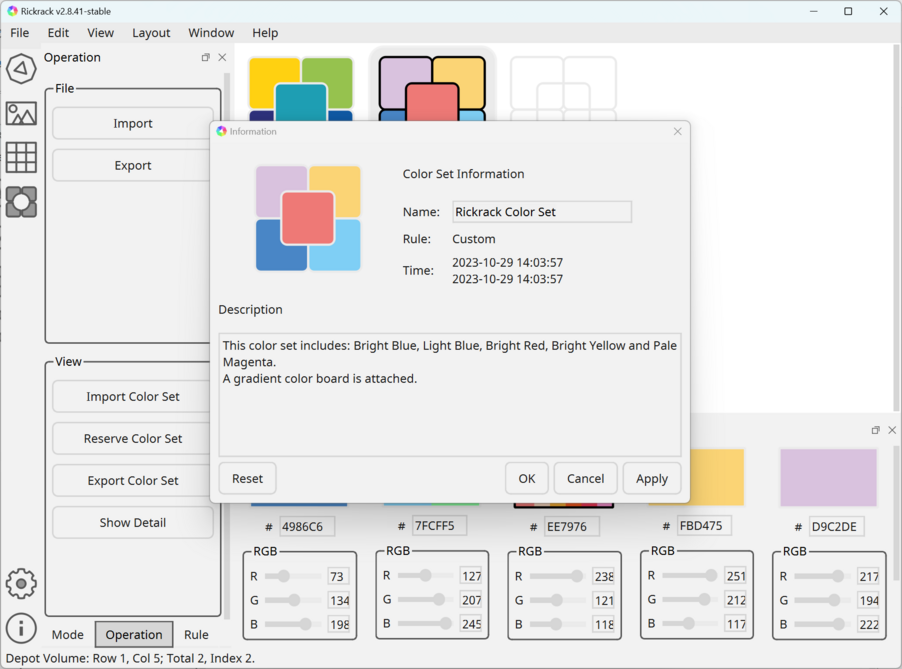 Rickrack v2.8.41-stable
File Edit View Layout Window Help
Operation
File
Import
Export
View
Import Color Set
Reserve Color Set
Export Color Set
Show Detail
Mode Operation Rule
Information
Color Set Information
Name: Rickrack Color Set
Rule: Custom
Time: 2023-10-29 14:03:57
2023-10-29 14:03:57
Description
This color set includes: Bright Blue, Light Blue, Bright Red, Bright Yellow and Pale
Magenta.
A gradient color board is attached.
Reset OK Cancel Apply
# 4986C6 # 7FCFF5 # EE7976 # FBD475 # D9C2DE
RGB RGB RGB RGB RGB
R 73 R 127 R 238 R 251 R 217
G 134 G 207 G 121 G 212 G 194
B 198 B 245 B 118 B 117 B 222
Depot Volume: Row 1, Col 5; Total 2, Index 2.